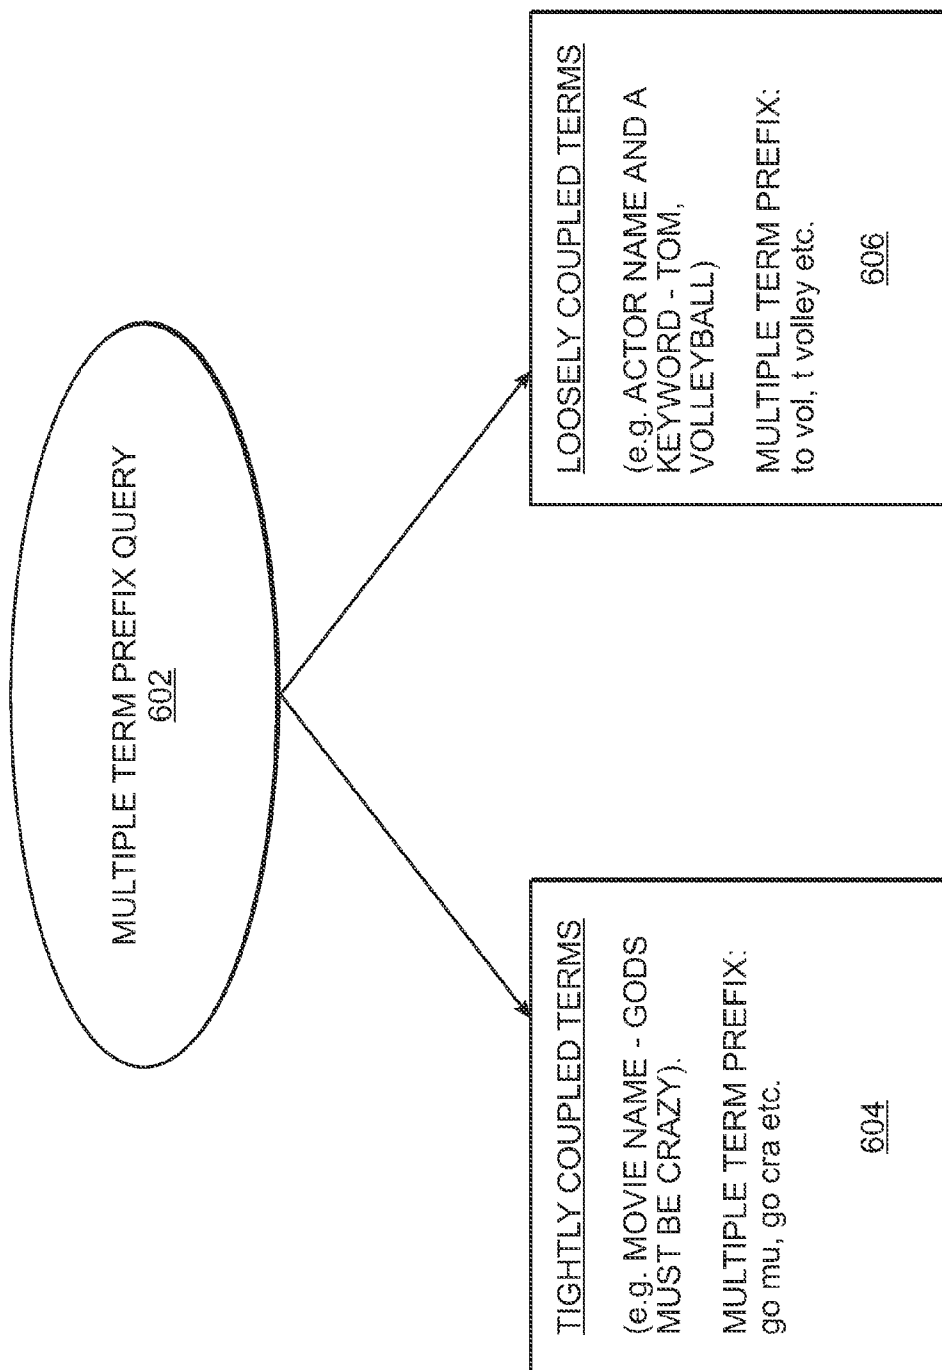 MULTIPLE TERM PREFIX QUERY
602
TIGHTLY COUPLED TERMS
(e.g. MOVIE NAME - GODS
MUST BE CRAZY).
MULTIPLE TERM PREFIX:
go mu, go cra etc.
604
LOOSELY COUPLED TERMS
(e.g. ACTOR NAME AND A
KEYWORD - TOM,
VOLLEYBALL)
MULTIPLE TERM PREFIX:
to vol, t volley etc.
606